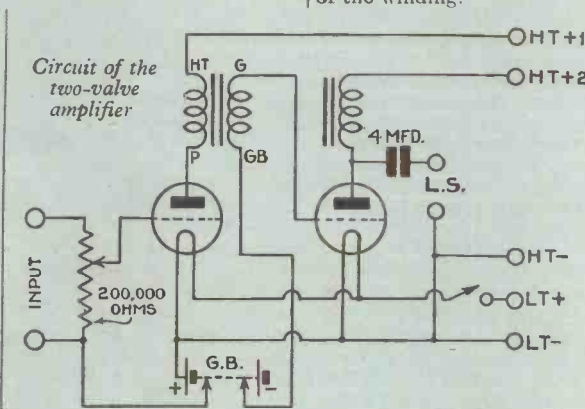 of the winding.
Circuit of the
two-valve
amplifier
HT
G
HT+1
HT+2
P
GB
4 MFD.
L.S.
INPUT
200,000
OHMS
G.B.
+
-
HT-
LT+
LT-